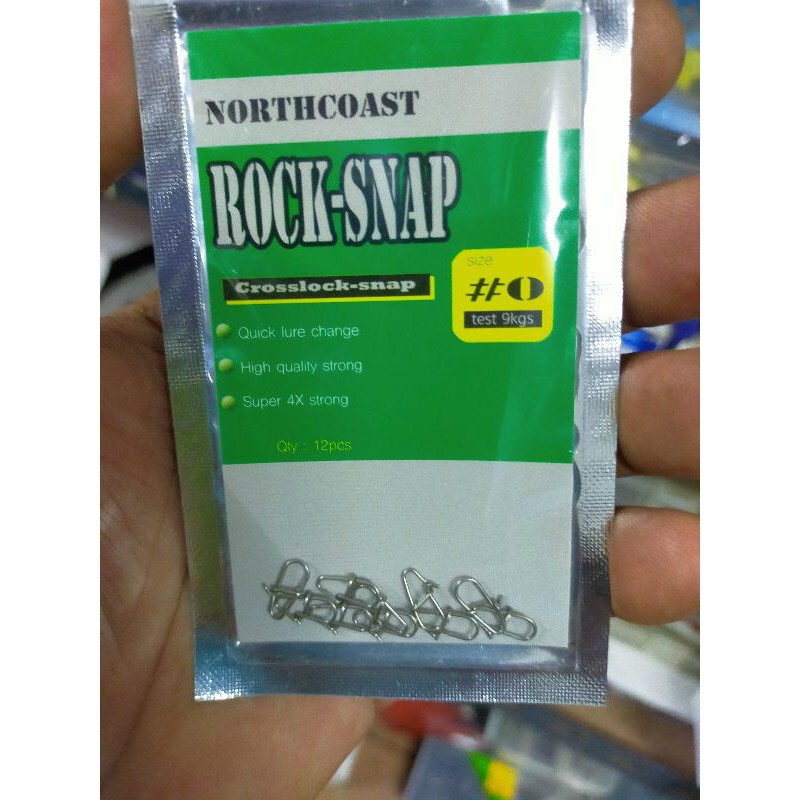 NORTHCOAST
ROCK-SNAP
Crosslock-snap
size
#0
test 9kgs
Quick lure change
High quality strong
Super 4X strong
Qty : 12pcs